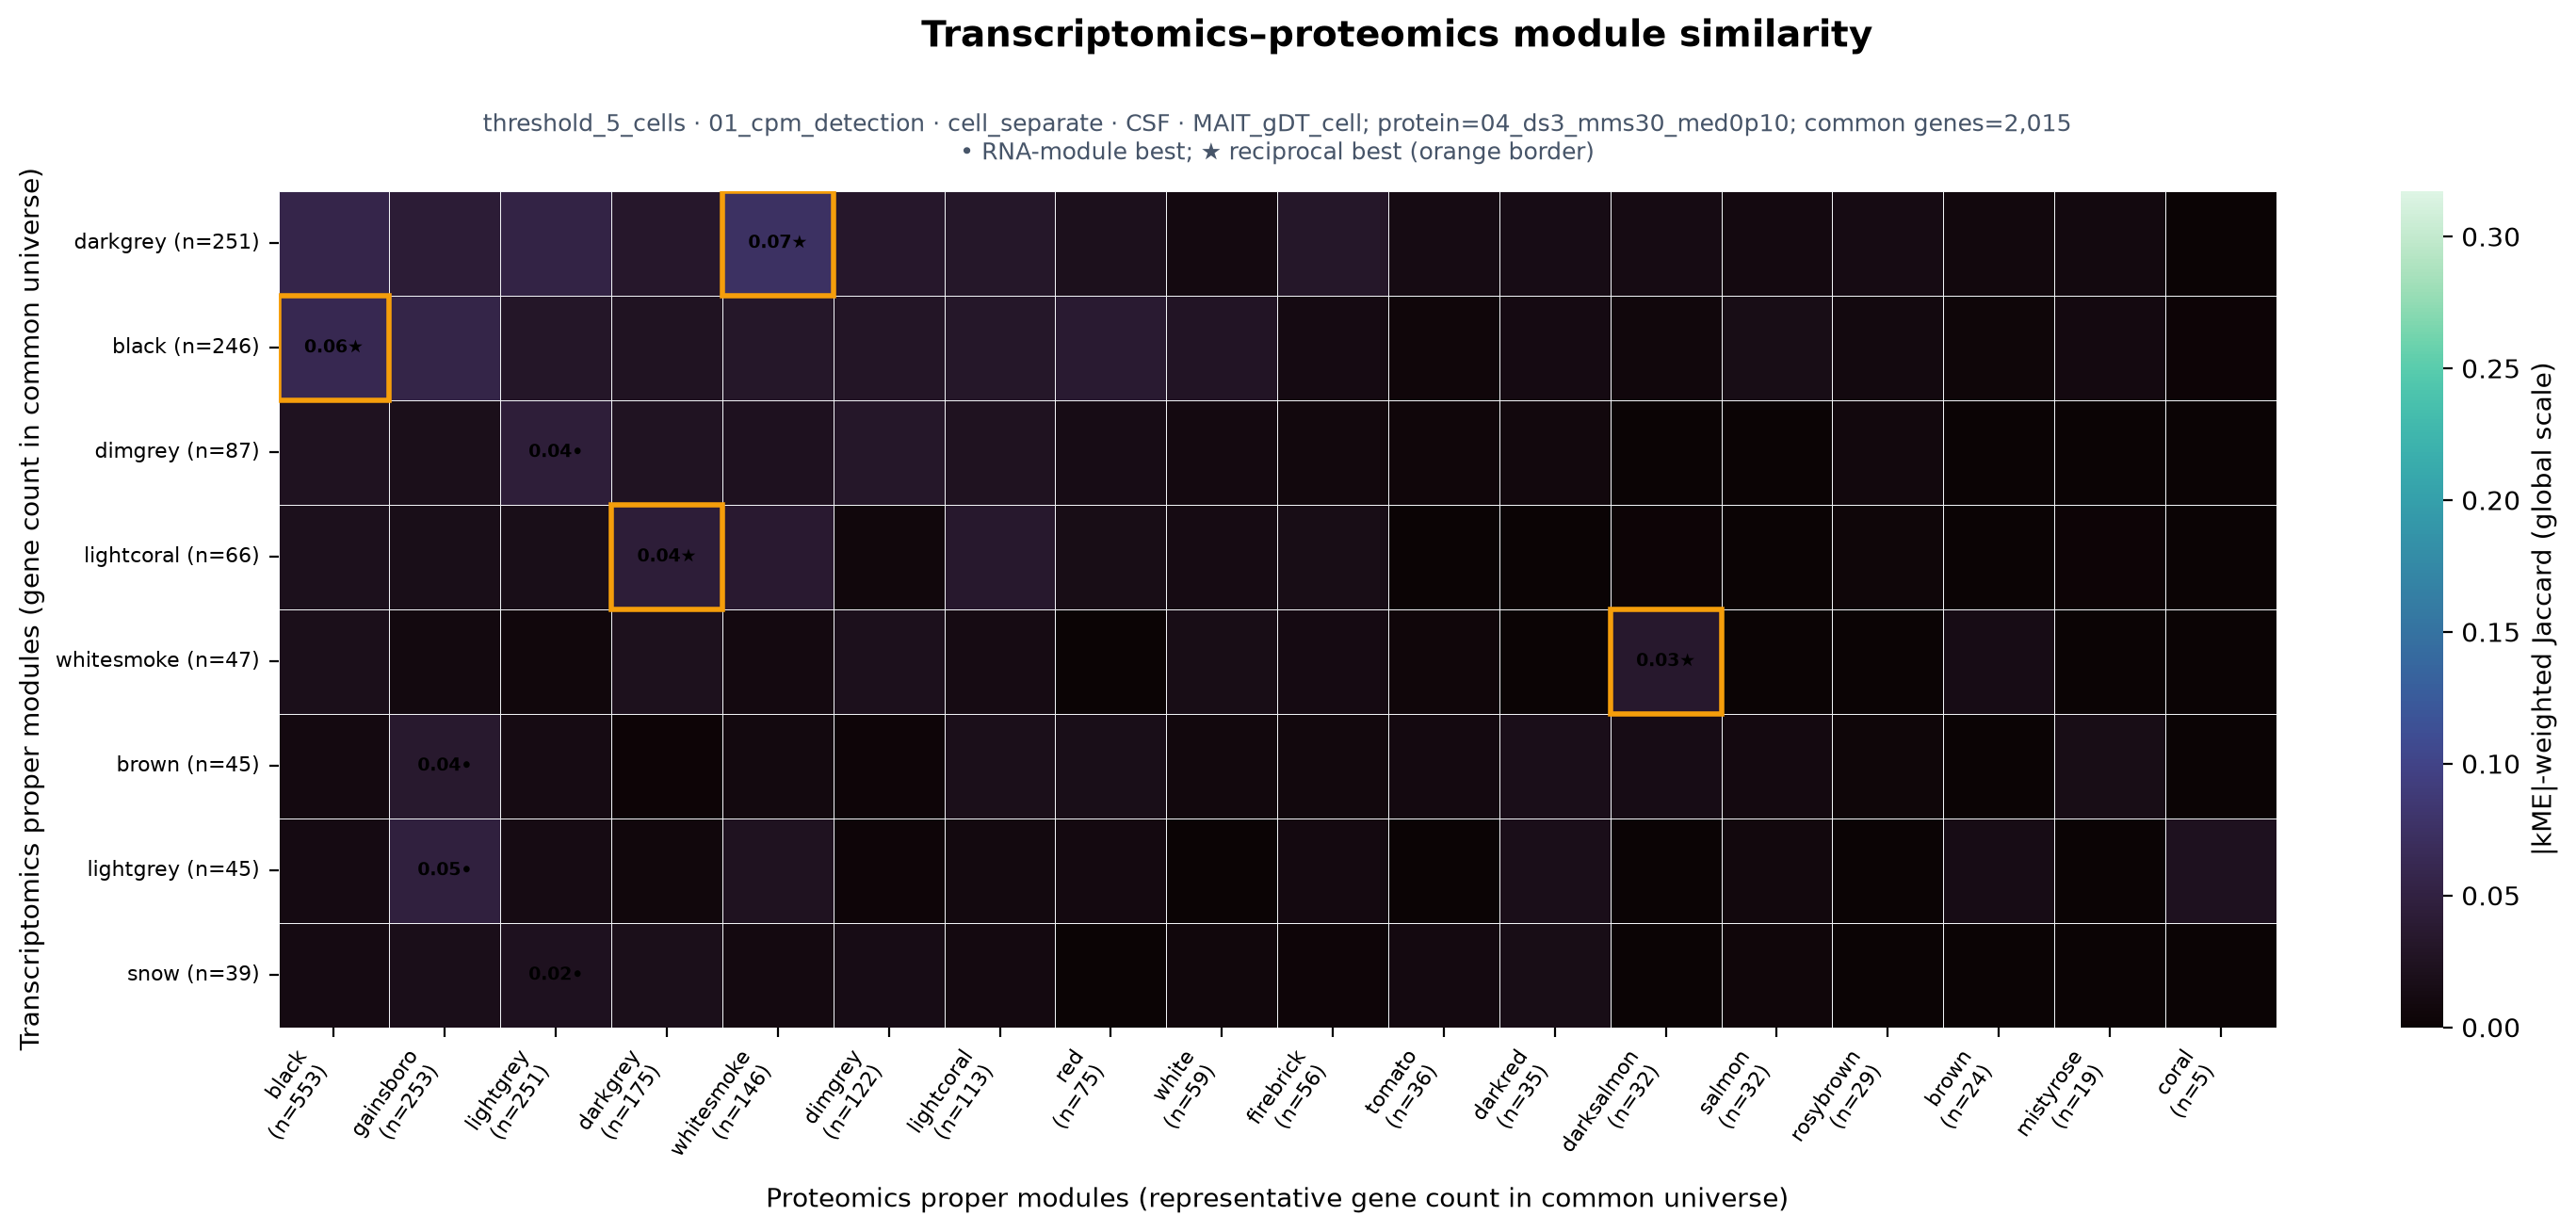 Transcriptomics–proteomics module similarity
threshold_5_cells · 01_cpm_detection · cell_separate · CSF · MAIT_gDT_cell; protein=04_ds3_mms30_med0p10; common genes=2,015
• RNA-module best; ★ reciprocal best (orange border)
Transcriptomics proper modules (gene count in common universe)
darkgrey (n=251)
0.07★
black (n=246)
0.06★
dimgrey (n=87)
0.04•
lightcoral (n=66)
0.04★
whitesmoke (n=47)
0.03★
brown (n=45)
0.04•
lightgrey (n=45)
0.05•
snow (n=39)
0.02•
black
(n=553)
gainsboro
(n=253)
lightgrey
(n=251)
darkgrey
(n=175)
whitesmoke
(n=146)
dimgrey
(n=122)
lightcoral
(n=113)
red
(n=75)
white
(n=59)
firebrick
(n=56)
tomato
(n=36)
darkred
(n=35)
darksalmon
(n=32)
salmon
(n=32)
rosybrown
(n=29)
brown
(n=24)
mistyrose
(n=19)
coral
(n=5)
Proteomics proper modules (representative gene count in common universe)
0.30
0.25
0.20
0.15
0.10
0.05
0.00
|kME|-weighted Jaccard (global scale)